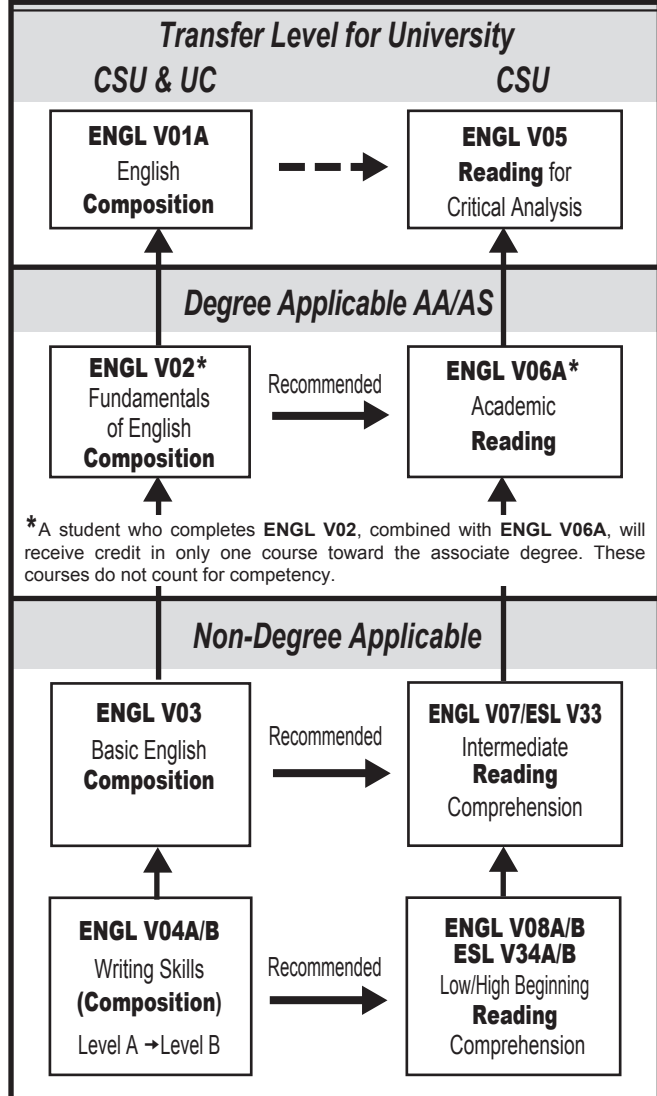 Transfer Level for University
CSU & UC
CSU
ENGL V01A
English
Composition
ENGL V05
Reading for
Critical Analysis
Degree Applicable AA/AS
ENGL V02*
Fundamentals
of English
Composition
Recommended
ENGL V06A*
Academic
Reading
*A student who completes ENGL V02, combined with ENGL V06A, will
receive credit in only one course toward the associate degree. These
courses do not count for competency.
Non-Degree Applicable
ENGL V03
Basic English
Composition
Recommended
ENGL V07/ESL V33
Intermediate
Reading
Comprehension
ENGL V04A/B
Writing Skills
(Composition)
Level A →Level B
Recommended
ENGL V08A/B
ESL V34A/B
Low/High Beginning
Reading
Comprehension